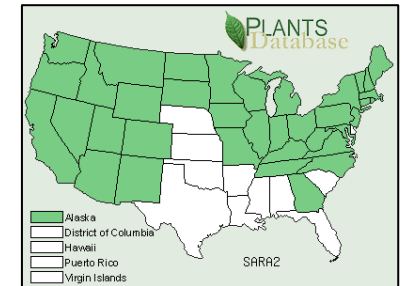 PLANTS
Database
Alaska
District of Columbia
Hawaii
Puerto Rico
Virgin Islands
SARA2